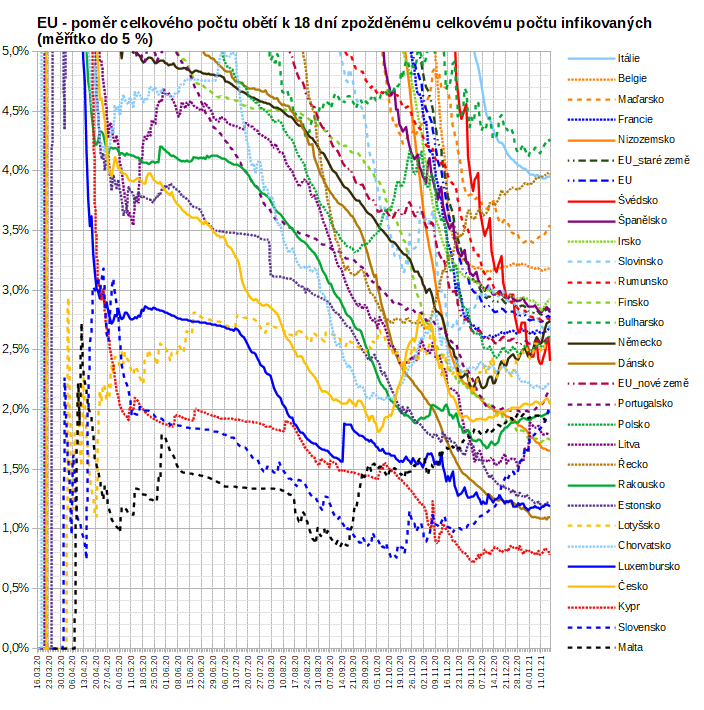 EU - poměr celkového počtu obětí k 18 dní zpožděnému celkovému počtu infikovaných
(měřítko do 5 %)
5,0%
4,5%
4,0%
3,5%
3,0%
2,5%
2,0%
1,5%
1,0%
0,5%
0,0%
16.03.20
23.03.20
30.03.20
06.04.20
13.04.20
20.04.20
27.04.20
04.05.20
11.05.20
18.05.20
25.05.20
01.06.20
08.06.20
15.06.20
22.06.20
29.06.20
06.07.20
13.07.20
20.07.20
27.07.20
03.08.20
10.08.20
17.08.20
24.08.20
31.08.20
07.09.20
14.09.20
21.09.20
28.09.20
05.10.20
12.10.20
19.10.20
26.10.20
02.11.20
09.11.20
16.11.20
23.11.20
30.11.20
07.12.20
14.12.20
21.12.20
28.12.20
04.01.21
11.01.21
Itálie
Belgie
Maďarsko
Francie
Nizozemsko
EU_staré země
EU
Švédsko
Španělsko
Irsko
Slovinsko
Rumunsko
Finsko
Bulharsko
Německo
Dánsko
EU_nové země
Portugalsko
Polsko
Litva
Řecko
Rakousko
Estonsko
Lotyšsko
Chorvatsko
Luxembursko
Česko
Kypr
Slovensko
Malta